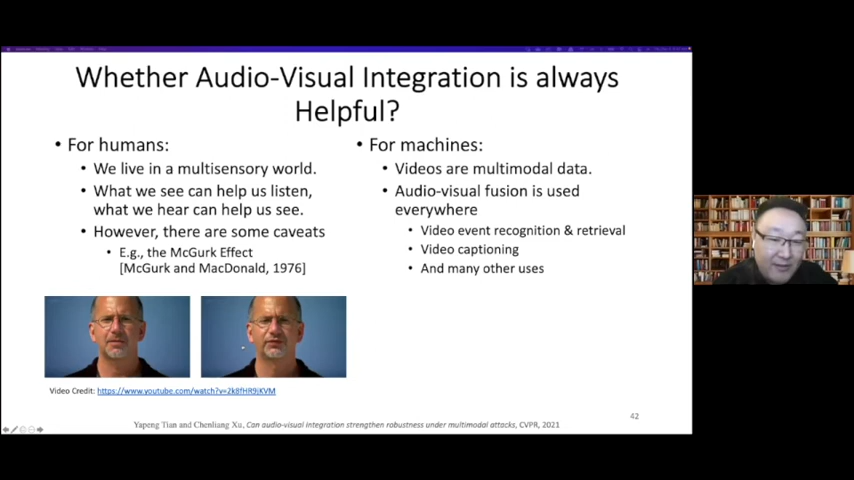 Whether Audio-Visual Integration is always
Helpful?
• For humans:
• We live in a multisensory world.
• What we see can help us listen,
what we hear can help us see.
• However, there are some caveats
• E.g., the McGurk Effect
[McGurk and MacDonald, 1976]
• For machines:
• Videos are multimodal data.
• Audio-visual fusion is used
everywhere
• Video event recognition & retrieval
• Video captioning
• And many other uses
Video Credit: https://www.youtube.com/watch?v=2k8fHR9jKVM
42
Yapeng Tian and Chenliang Xu, Can audio-visual integration strengthen robustness under multimodal attacks, CVPR, 2021